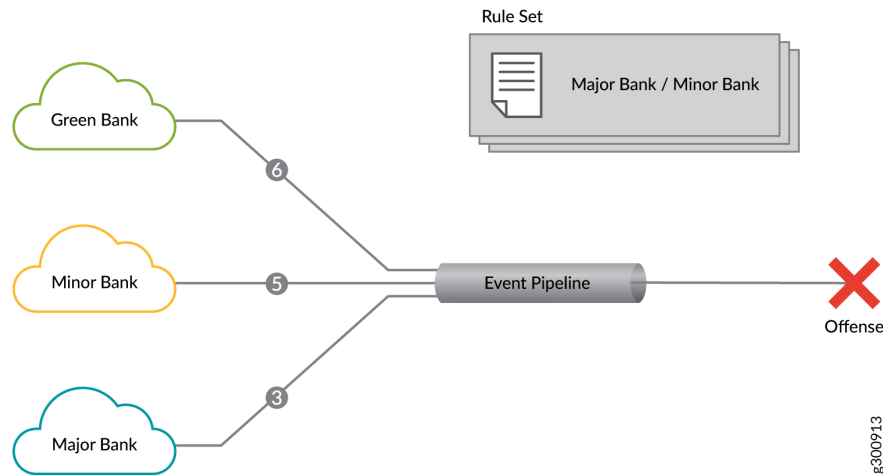 Rule Set
Major Bank / Minor Bank
Green Bank
6
Minor Bank
5
Event Pipeline
Offense
3
Major Bank
g300913